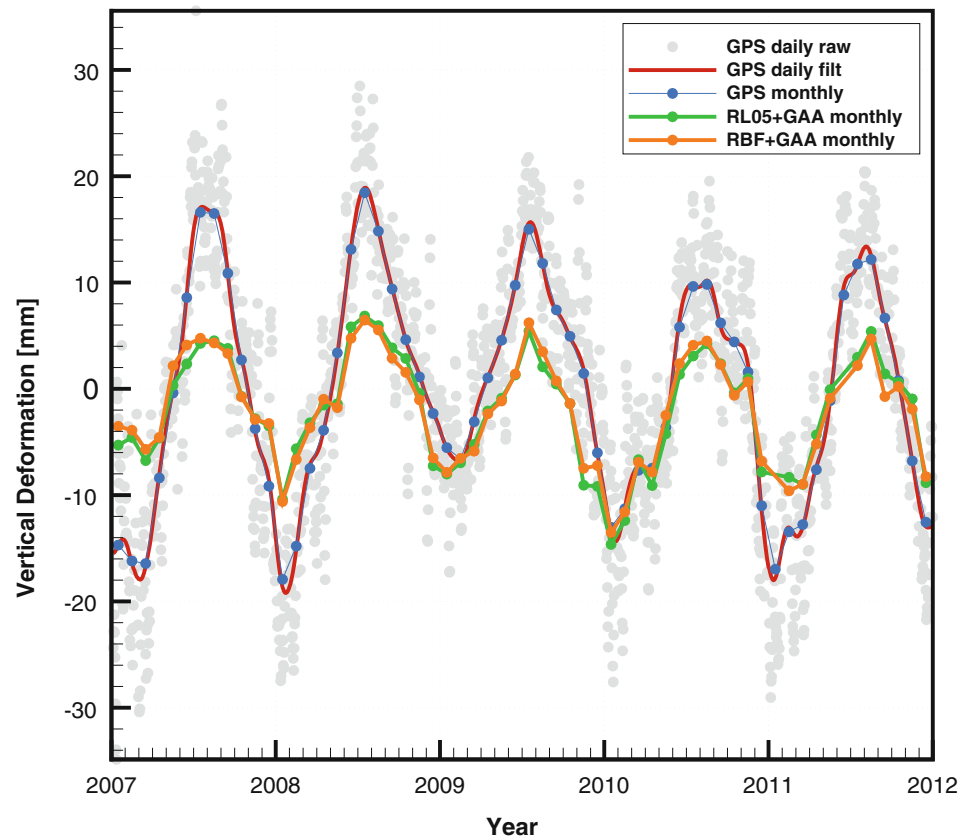 GPS daily raw
GPS daily filt
GPS monthly
RL05+GAA monthly
RBF+GAA monthly
Vertical Deformation [mm]
30
20
10
0
-10
-20
-30
2007 2008 2009 2010 2011 2012
Year